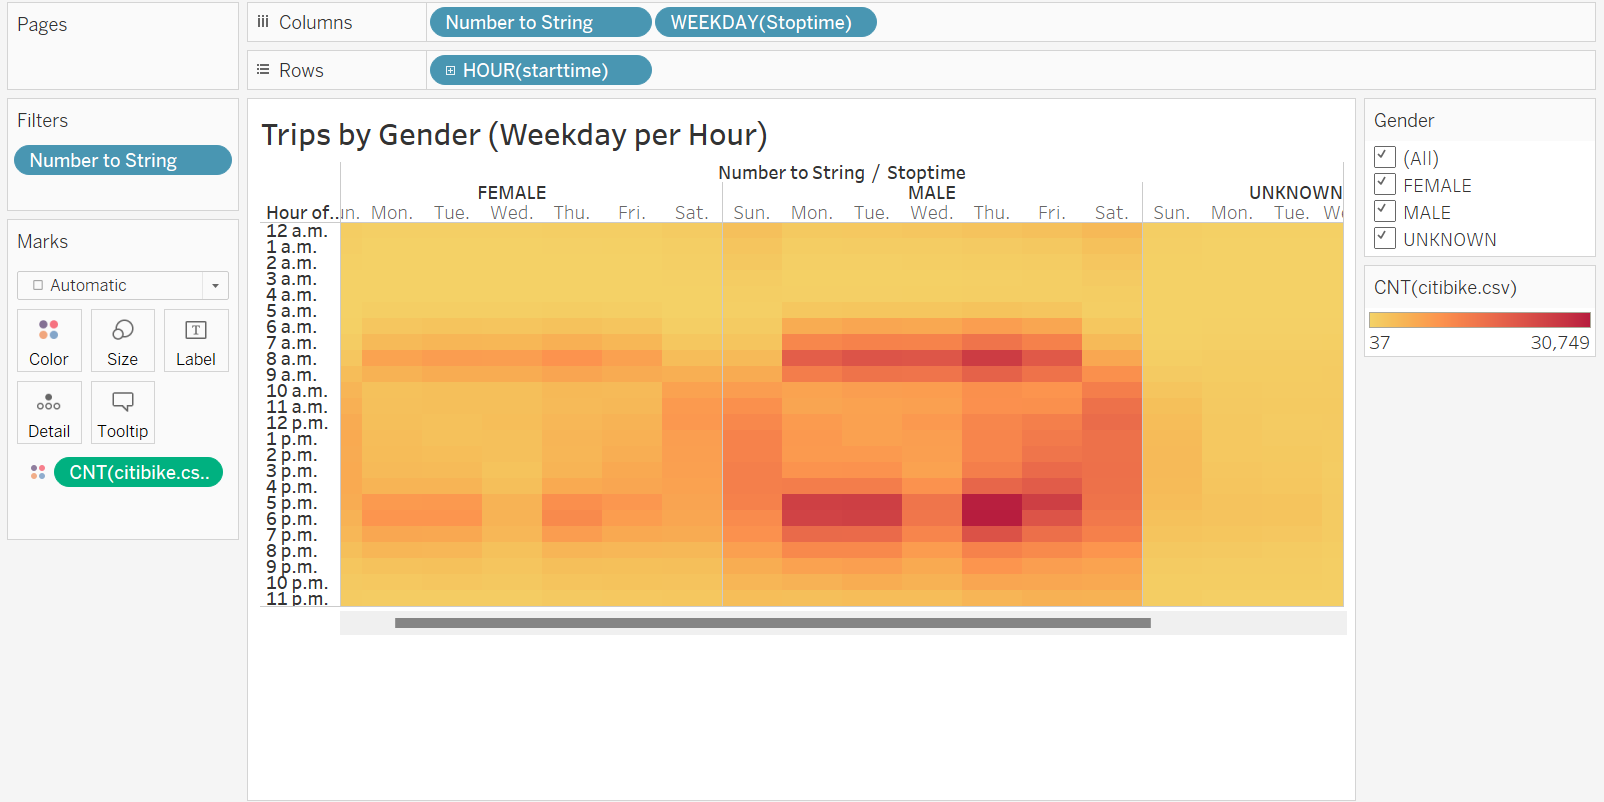 Pages
Columns
Number to String
WEEKDAY(Stoptime)
Rows
HOUR(starttime)
Filters
Number to String
Marks
Automatic
Color
Size
Label
Detail
Tooltip
CNT(citibike.cs..
Trips by Gender (Weekday per Hour)
Number to String / Stoptime
FEMALE MALE UNKNOWN
Hour of.. Mon. Tue. Wed. Thu. Fri. Sat. Sun. Mon. Tue. Wed. Thu. Fri. Sat. Sun. Mon. Tue.
12 a.m.
1 a.m.
2 a.m.
3 a.m.
4 a.m.
5 a.m.
6 a.m.
7 a.m.
8 a.m.
9 a.m.
10 a.m.
11 a.m.
12 p.m.
1 p.m.
2 p.m.
3 p.m.
4 p.m.
5 p.m.
6 p.m.
7 p.m.
8 p.m.
9 p.m.
10 p.m.
11 p.m.
Gender
(All)
FEMALE
MALE
UNKNOWN
CNT(citibike.csv)
37 30,749